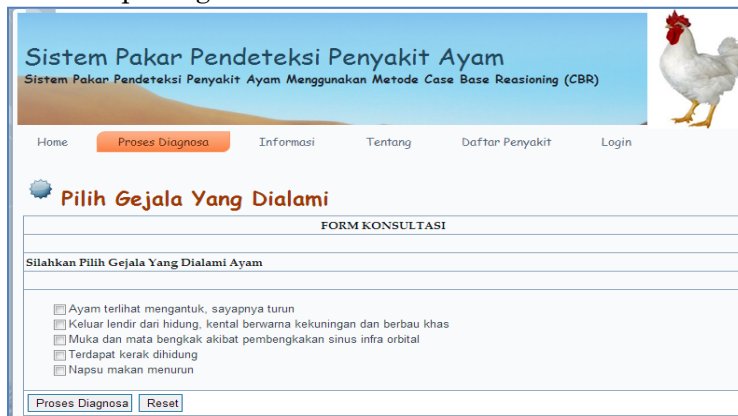 Sistem Pakar Pendeteksi Penyakit Ayam
Sistem Pakar Pendeteksi Penyakit Ayam Menggunakan Metode Case Base Reasioning (CBR)
Home Proses Diagnosa Informasi Tentang Daftar Penyakit Login
Pilih Gejala Yang Dialami
FORM KONSULTASI
Silahkan Pilih Gejala Yang Dialami Ayam
Ayam terlihat mengantuk, sayapnya turun
Keluar lendir dari hidung, kental berwarna kekuningan dan berbau khas
Muka dan mata bengkak akibat pembengkakan sinus infra orbital
Terdapat kerak dihidung
Napsu makan menurun
Proses Diagnosa Reset